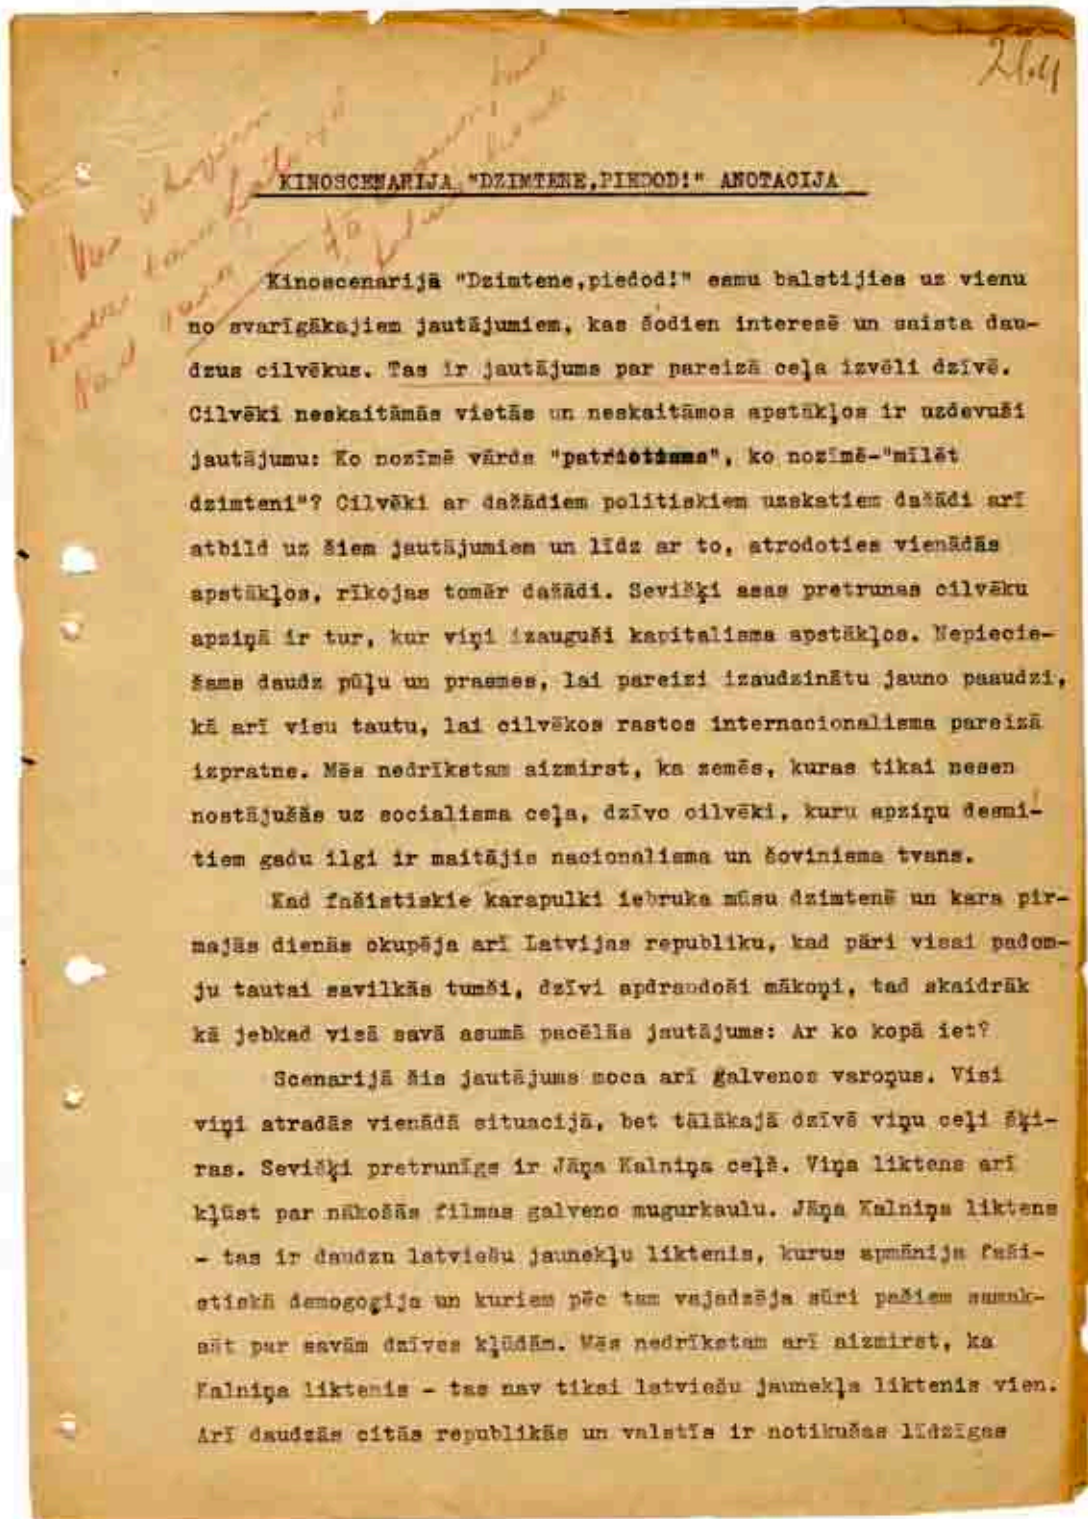 KINOSCENARIJA "DZIMTENE,PIEDOD!" ANOTACIJA
Kinoscenarijā "Dzimtene,piedod!" esmu balstijies uz vienu
no svarīgākajiem jautājumiem, kas šodien interesē un saista dau-
dzus cilvēkus. Tas ir jautājums par pareizā ceļa izvēli dzīvē.
Cilvēki neskaitāmās vietās un neskaitāmos apstākļos ir uzdevuši
jautājumu: Ko nozīmē vārds "patriotisms", ko nozīmē-"mīlēt
dzimteni"? Cilvēki ar dažādiem politiskiem uzskatiem dažādi arī
atbild uz šiem jautājumiem un līdz ar to, atrodoties vienādās
apstākļos, rīkojas tomēr dažādi. Sevišķi asas pretrunas cilvēku
apziņā ir tur, kur viņi izauguši kapitalisma apstākļos. Nepiecie-
šams daudz pūļu un prasmes, lai pareizi izaudzinātu jauno paaudzi,
kā arī visu tautu, lai cilvēkos rastos internacionalisma pareizā
izpratne. Mēs nedrīkstam aizmirst, ka zemēs, kuras tikai nesen
nostājušās uz socialisma ceļa, dzīvo cilvēki, kuru apziņu desmi-
tiem gadu ilgi ir maitājis nacionalisma un šovinisma tvans.
Kad fašistiskie karapulki iebruka mūsu dzimtenē un kara pir-
majās dienās okupēja arī Latvijas republiku, kad pāri visai padom-
ju tautai savilkās tumši, dzīvi apdraudoši mākoņi, tad skaidrāk
kā jebkad visā savā asumā pacēlās jautājums: Ar ko kopā iet?
Scenarijā šis jautājums moca arī galvenos varoņus. Visi
viņi atradās vienādā situacijā, bet tālākajā dzīvē viņu ceļi šķi-
ras. Sevišķi pretrunīgs ir Jāņa Kalniņa ceļš. Viņa liktens arī
kļūst par nākošās filmas galveno mugurkaulu. Jāņa Kalniņa liktens
- tas ir daudzu latviešu jaunekļu liktenis, kurus apmānija faši-
stiskā demogogija un kuriem pēc tam vajadzēja sūri pašiem samak-
sāt par savām dzīves kļūdām. Mēs nedrīkstam arī aizmirst, ka
Kalniņa liktenis - tas nav tikai latviešu jaunekļa liktenis vien.
Arī daudzās citās republikās un valstīs ir notikušas līdzīgas